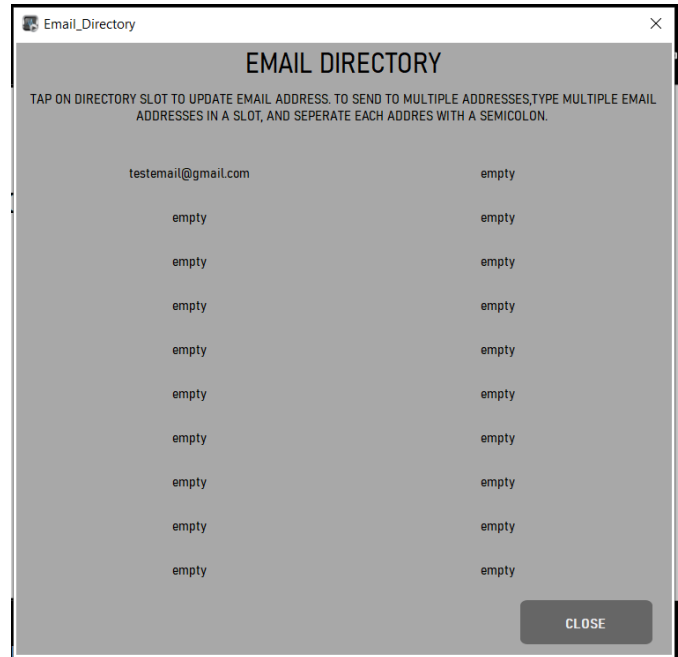 Email_Directory
EMAIL DIRECTORY
TAP ON DIRECTORY SLOT TO UPDATE EMAIL ADDRESS. TO SEND TO MULTIPLE ADDRESSES,TYPE MULTIPLE EMAIL
ADDRESSES IN A SLOT, AND SEPERATE EACH ADDRES WITH A SEMICOLON.
testemail@gmail.com empty
empty empty
empty empty
empty empty
empty empty
empty empty
empty empty
empty empty
empty empty
empty empty
CLOSE